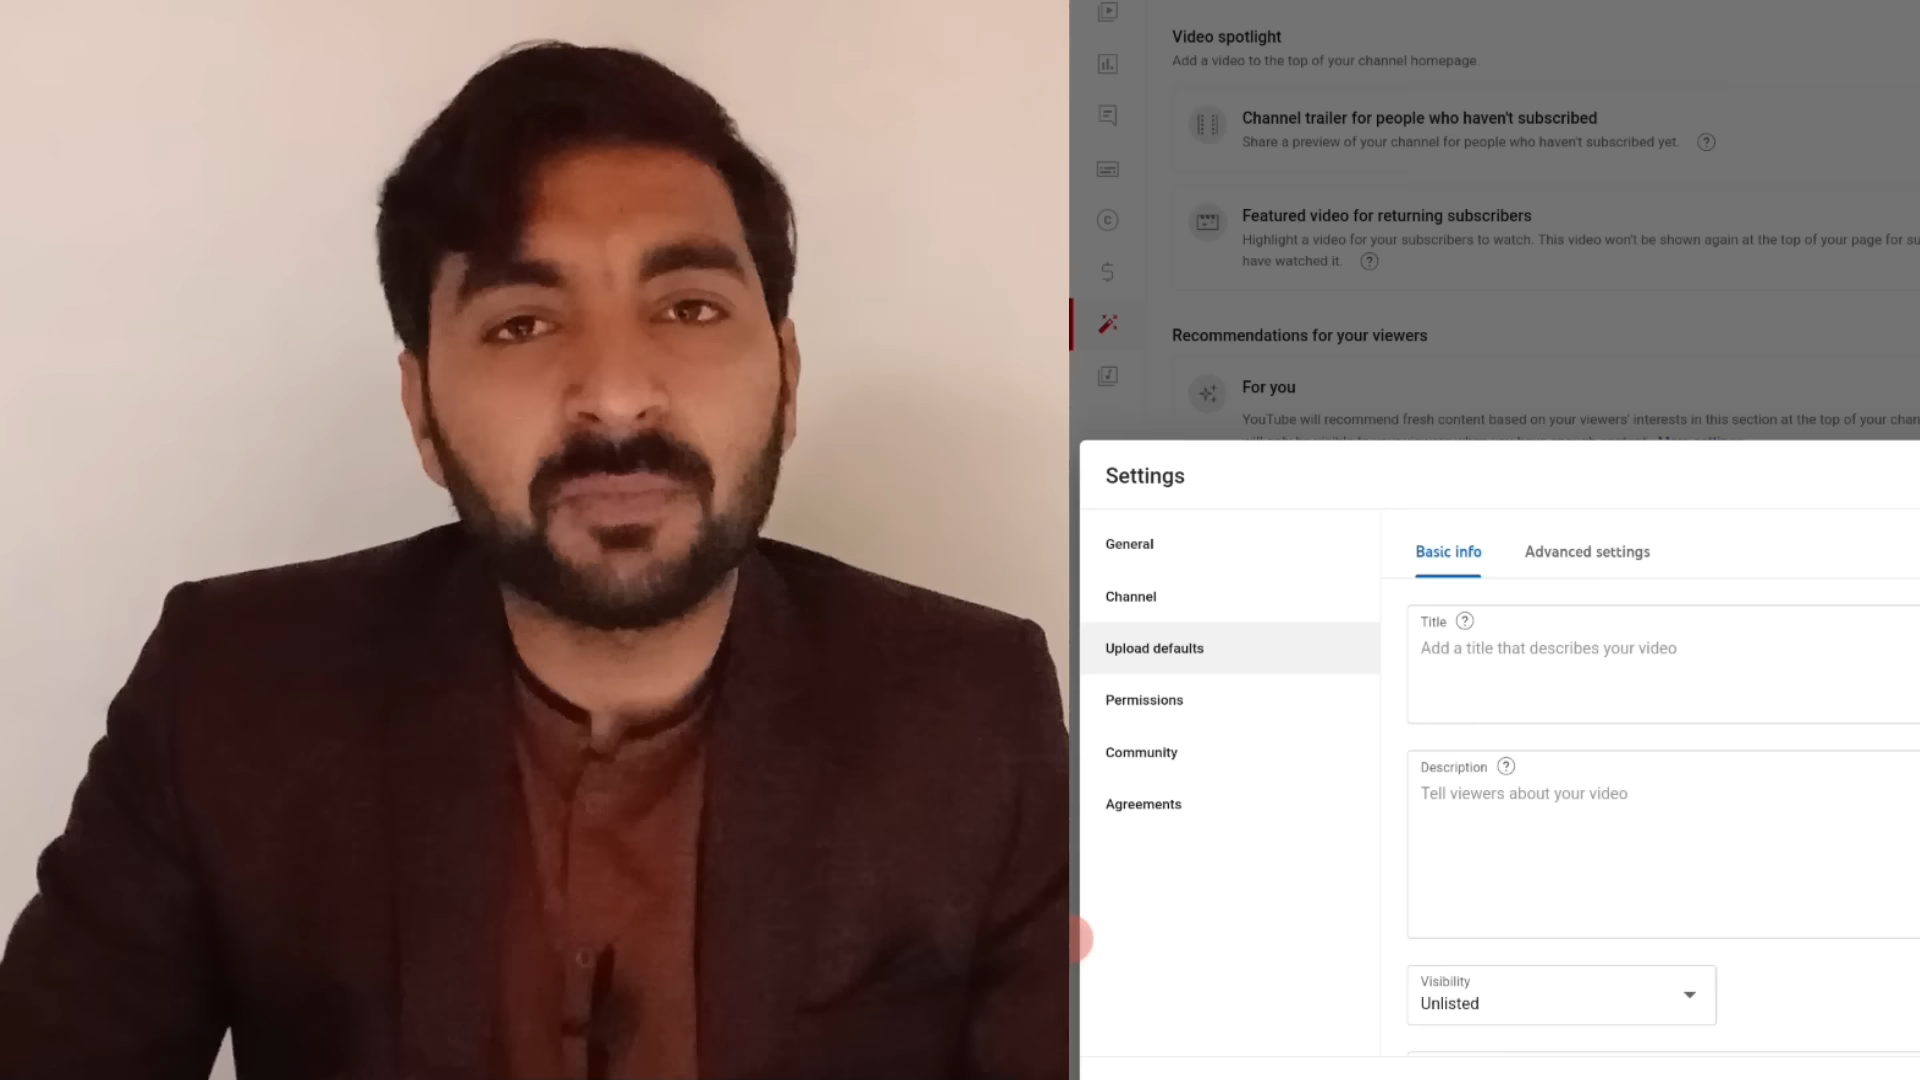 Video spotlight
Add a video to the top of your channel homepage.
Channel trailer for people who haven't subscribed
Share a preview of your channel for people who haven't subscribed yet.
Featured video for returning subscribers
Highlight a video for your subscribers to watch. This video won't be shown again at the top of your page for su
have watched it.
Recommendations for your viewers
For you
YouTube will recommend fresh content based on your viewers' interests in this section at the top of your chan
Settings
General
Channel
Upload defaults
Permissions
Community
Agreements
Basic info
Advanced settings
Title
Add a title that describes your video
Description
Tell viewers about your video
Visibility
Unlisted